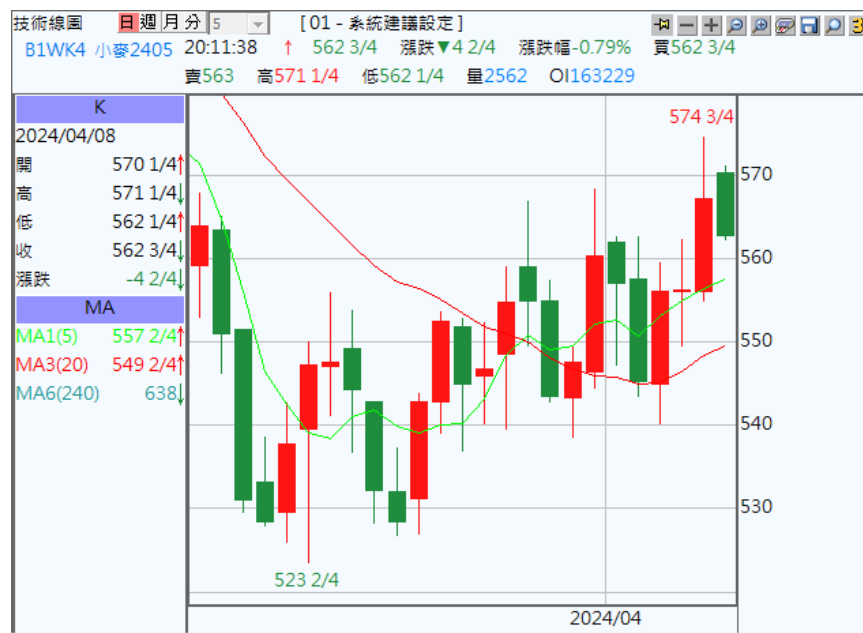 技術線圖 日 週 月 分 5 [01 - 系統建議設定]
B1WK4 小麥2405 20:11:38 ↑ 562 3/4 漲跌▼4 2/4 漲跌幅-0.79% 買562 3/4
賣563 高571 1/4 低562 1/4 量2562 OI163229
K
2024/04/08
開 570 1/4↑
高 571 1/4↓
低 562 1/4↑
收 562 3/4↓
漲跌 -4 2/4↓
MA
MA1(5) 557 2/4↑
MA3(20) 549 2/4↑
MA6(240) 638↓
574 3/4
570
560
550
540
530
523 2/4
2024/04